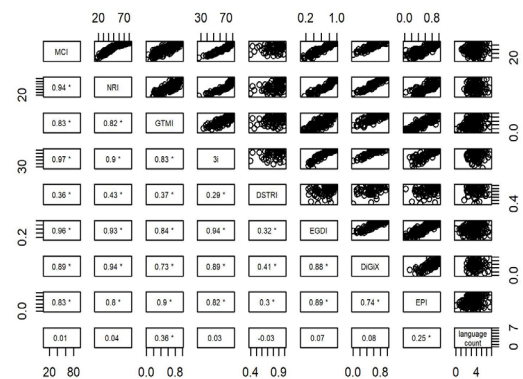 20 70
30 70
0.2 1.0
0.0 0.8
MCI
20
20
0.94 * NRI
0.83 * 0.82 * GTMI
0.0
30
0.97 * 0.9 * 0.83 * 3i
0.36 * 0.43 * 0.37 * 0.29 * DSTRI
0.4
0.2
0.96 * 0.93 * 0.84 * 0.94 * 0.32 * EGDI
0.89 * 0.94 * 0.73 * 0.89 * 0.41 * 0.88 * DiGiX
0.0
0.0
0.83 * 0.8 * 0.9 * 0.82 * 0.3 * 0.89 * 0.74 * EPI
0.01 0.04 0.36 * 0.03 -0.03 0.07 0.08 0.25 * language
count
0 7
20 80
0.0 0.8
0.4 0.9
0.0 0.8
0 4